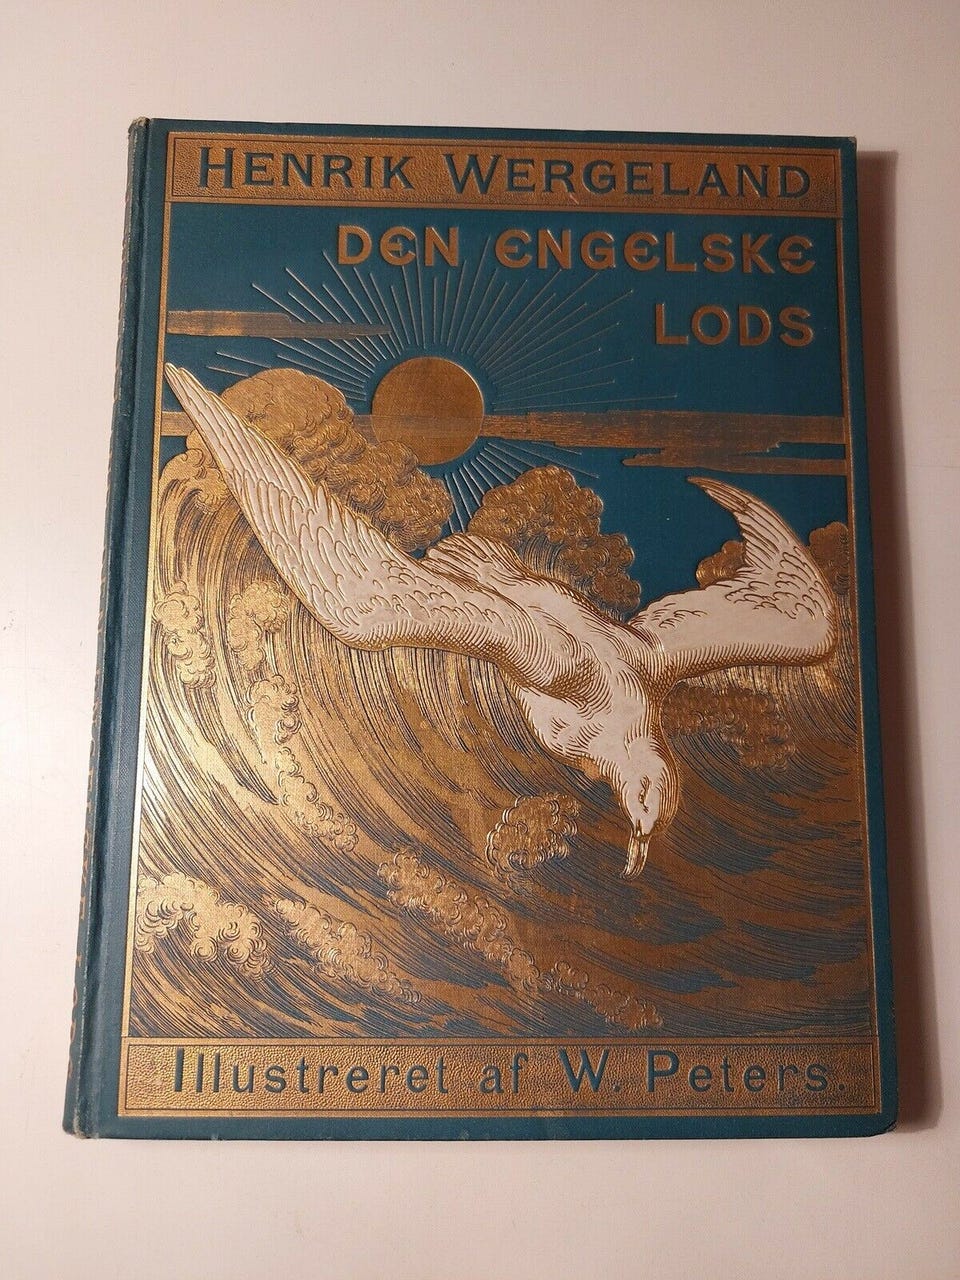 HENRIK WERGELAND
DEN ENGELSKE
LODS
Illustreret af W. Peters.